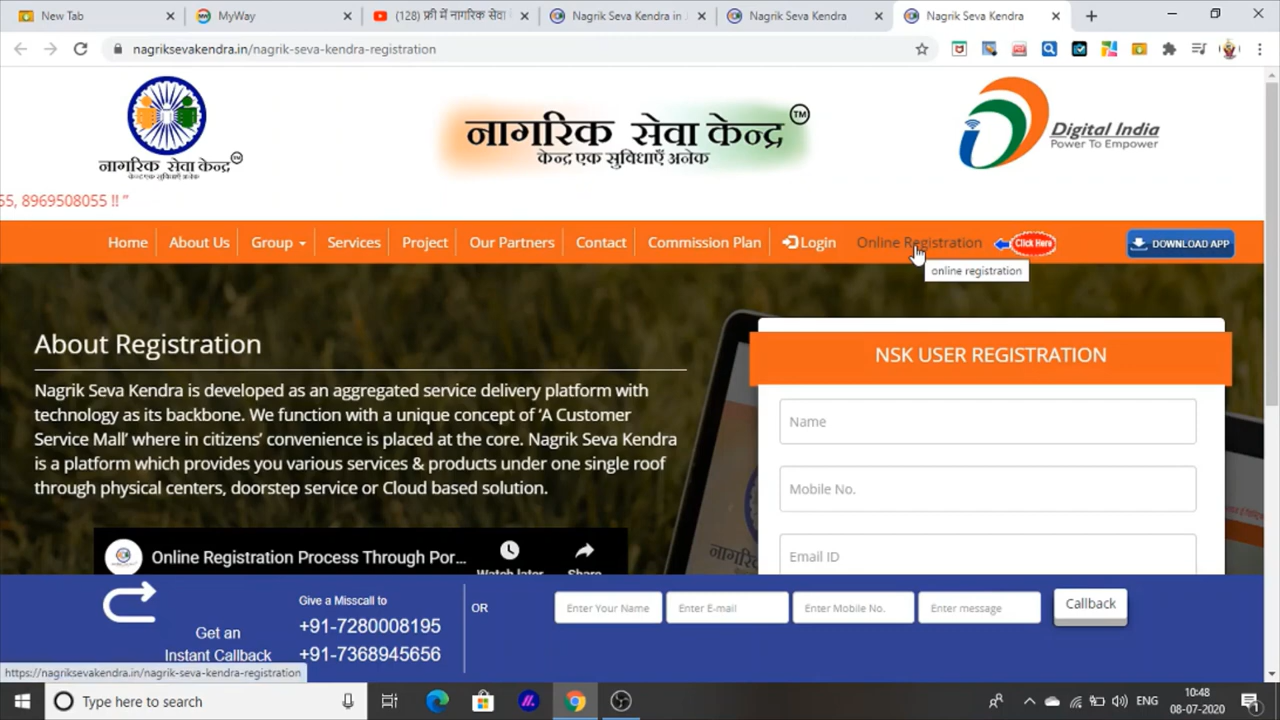 New Tab
MyWay
(128) फ्री में नागरिक सेवा
Nagrik Seva Kendra in
Nagrik Seva Kendra
Nagrik Seva Kendra
nagriksevakendra.in/nagrik-seva-kendra-registration
नागरिक सेवा केन्द्र
केन्द्र एक सुविधाएँ अनेक
नागरिक सेवा केन्द्र TM
केन्द्र एक सुविधाएँ अनेक
Digital India
Power To Empower
55, 8969508055 !! "
Home
About Us
Group
Services
Project
Our Partners
Contact
Commission Plan
Login
Online Registration
Click Here
DOWNLOAD APP
online registration
About Registration
NSK USER REGISTRATION
Nagrik Seva Kendra is developed as an aggregated service delivery platform with
technology as its backbone. We function with a unique concept of ‘A Customer
Service Mall’ where in citizens’ convenience is placed at the core. Nagrik Seva Kendra
is a platform which provides you various services & products under one single roof
through physical centers, doorstep service or Cloud based solution.
Name
Mobile No.
Email ID
Online Registration Process Through Por...
Watch later
Share
Get an
Instant Callback
Give a Misscall to
+91-7280008195
+91-7368945656
OR
Enter Your Name
Enter E-mail
Enter Mobile No.
Enter message
Callback
https://nagriksevakendra.in/nagrik-seva-kendra-registration
Type here to search
ENG
10:48
08-07-2020